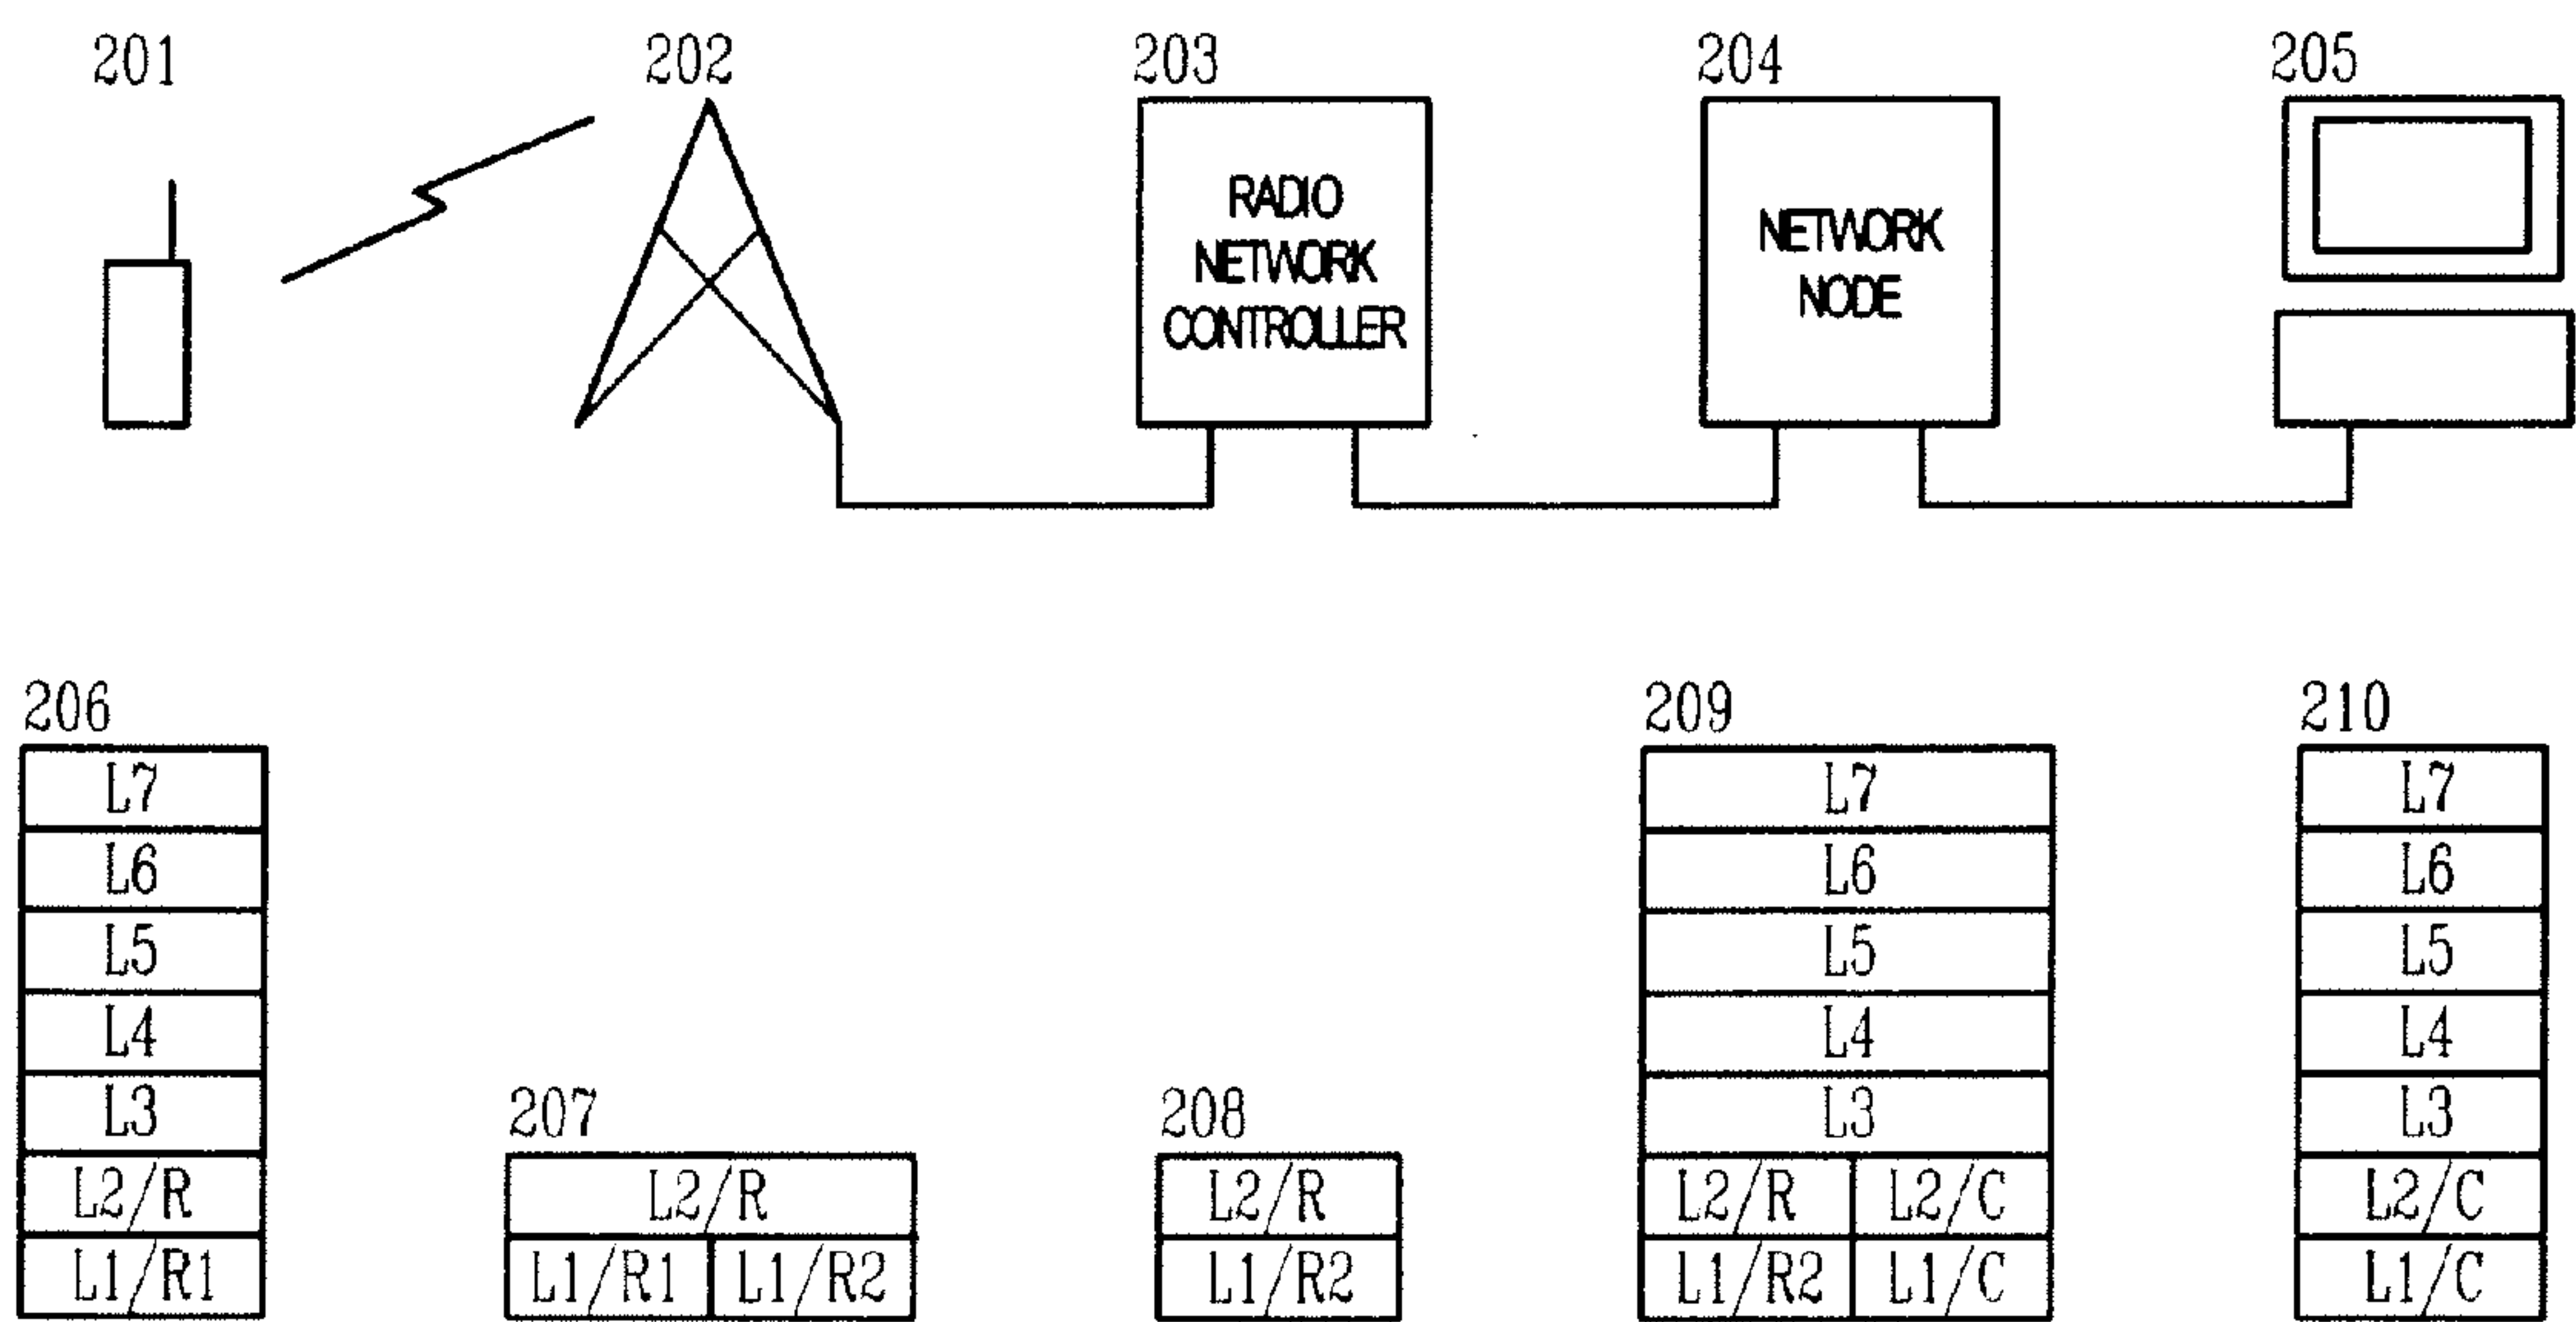 201
202
203
204
205
RADIO
NETWORK
CONTROLLER
NETWORK
NODE
206
L7
L6
L5
L4
L3
L2/R
L1/R1
207
L2/R
L1/R1 L1/R2
208
L2/R
L1/R2
209
L7
L6
L5
L4
L3
L2/R L2/C
L1/R2 L1/C
210
L7
L6
L5
L4
L3
L2/C
L1/C